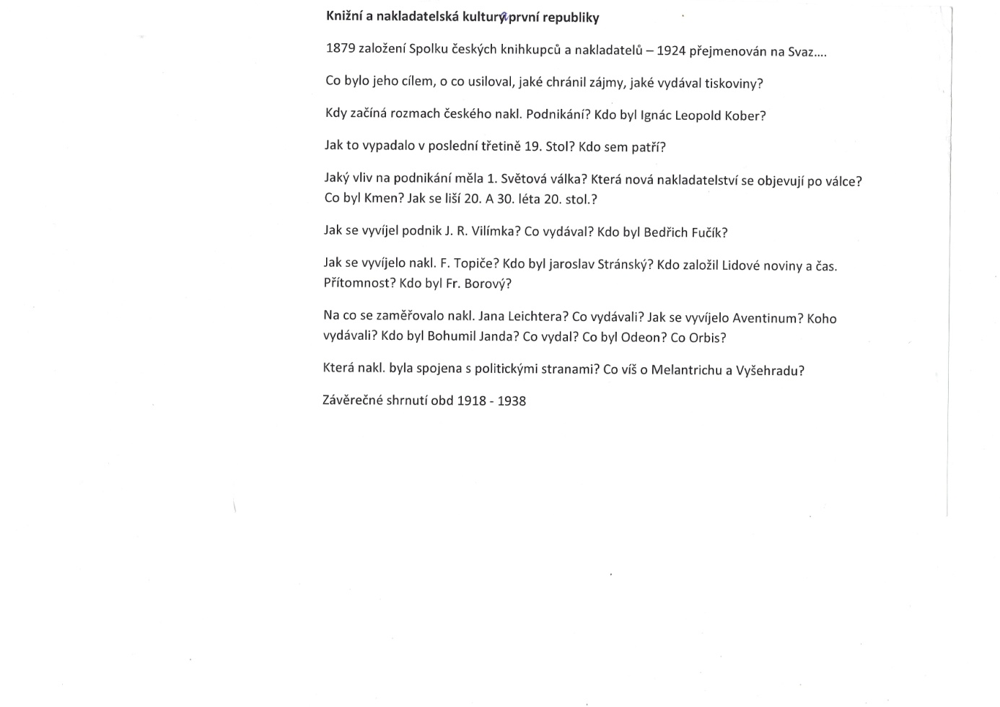 Knižní a nakladatelská kultura první republiky
1879 založení Spolku českých knihkupců a nakladatelů – 1924 přejmenován na Svaz....
Co bylo jeho cílem, o co usiloval, jaké chránil zájmy, jaké vydával tiskoviny?
Kdy začíná rozmach českého nakl. Podnikání? Kdo byl Ignác Leopold Kober?
Jak to vypadalo v poslední třetině 19. Stol? Kdo sem patří?
Jaký vliv na podnikání měla 1. Světová válka? Která nová nakladatelství se objevují po válce?
Co byl Kmen? Jak se liší 20. A 30. léta 20. stol.?
Jak se vyvíjel podnik J. R. Vilímka? Co vydával? Kdo byl Bedřich Fučík?
Jak se vyvíjelo nakl. F. Topiče? Kdo byl jaroslav Stránský? Kdo založil Lidové noviny a čas.
Přítomnost? Kdo byl Fr. Borový?
Na co se zaměřovalo nakl. Jana Leichtera? Co vydávali? Jak se vyvíjelo Aventinum? Koho
vydávali? Kdo byl Bohumil Janda? Co vydal? Co byl Odeon? Co Orbis?
Která nakl. byla spojena s politickými stranami? Co víš o Melantrichu a Vyšehradu?
Závěrečné shrnutí obd 1918 - 1938